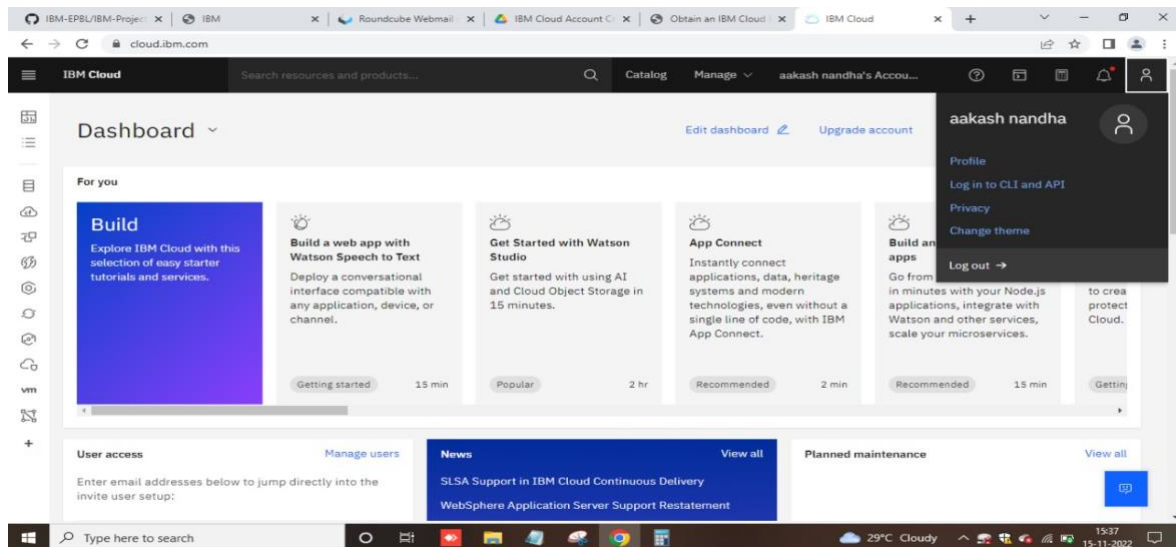 IBM-EPBL/IBM-Project
IBM
Roundcube Webmail
IBM Cloud Account C
Obtain an IBM Cloud
IBM Cloud
cloud.ibm.com
IBM Cloud
Search resources and products...
Catalog
Manage
aakash nandha's Accou...
aakash nandha
Profile
Log in to CLI and API
Privacy
Change theme
Log out →
Dashboard
Edit dashboard
Upgrade account
For you
Build
Explore IBM Cloud with this
selection of easy starter
tutorials and services.
Build a web app with
Watson Speech to Text
Deploy a conversational
interface compatible with
any application, device, or
channel.
Getting started
15 min
Get Started with Watson
Studio
Get started with using AI
and Cloud Object Storage in
15 minutes.
Popular
2 hr
App Connect
Instantly connect
applications, data, heritage
systems and modern
technologies, even without a
single line of code, with IBM
App Connect.
Recommended
2 min
Build an
apps
Go from
in minutes with your Node.js
applications, integrate with
Watson and other services,
scale your microservices.
Recommended
15 min
to crea
protect
Cloud.
Getting
vm
User access
Manage users
Enter email addresses below to jump directly into the
invite user setup:
News
View all
SLSA Support in IBM Cloud Continuous Delivery
WebSphere Application Server Support Restatement
Planned maintenance
View all
Type here to search
29°C Cloudy
15:37
15-11-2022